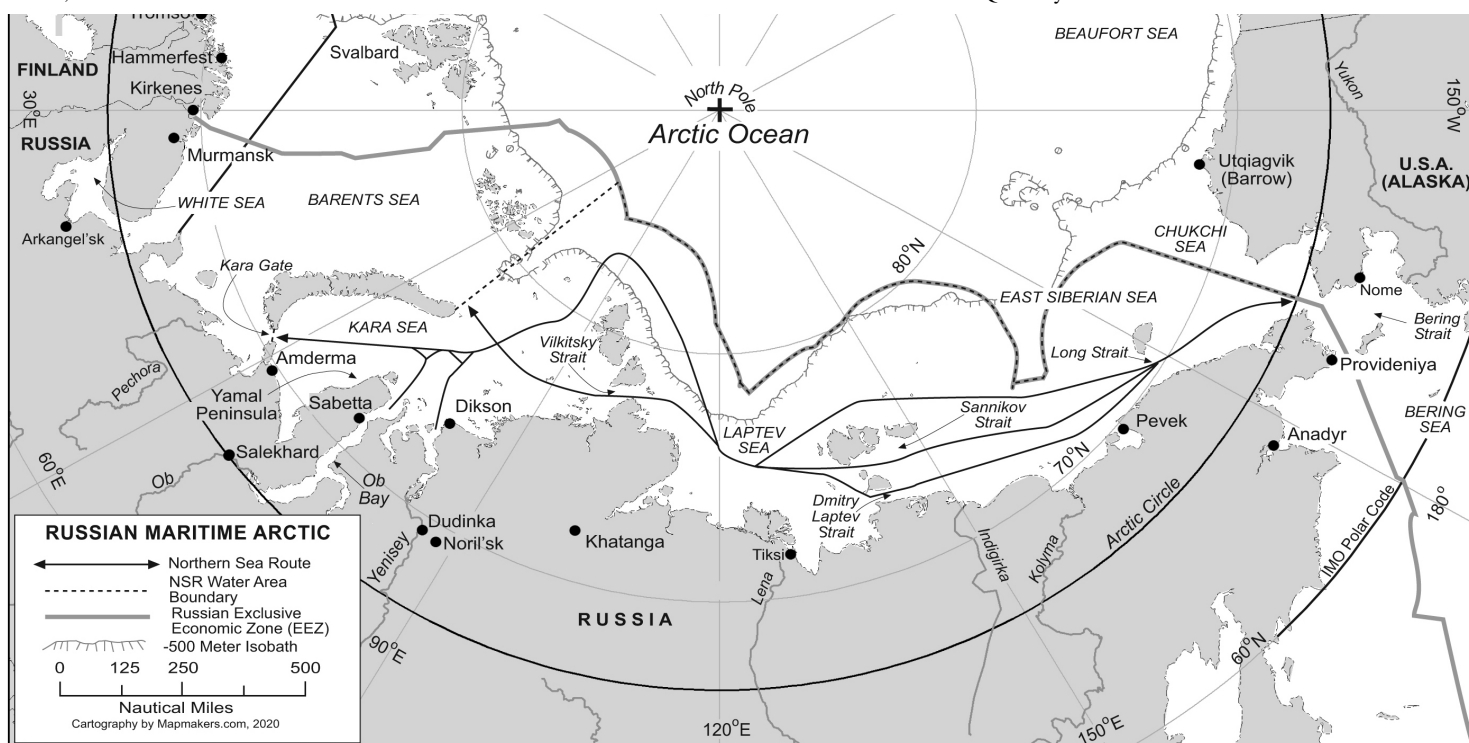 Tromsø
Hammerfest
FINLAND
Kirkenes
30°E
RUSSIA
Murmansk
WHITE SEA
Arkangel'sk
Svalbard
BARENTS SEA
North Pole
Arctic Ocean
BEAUFORT SEA
Yukon
150°W
Utqiagvik
(Barrow)
U.S.A.
(ALASKA)
CHUKCHI
SEA
80°N
EAST SIBERIAN SEA
Nome
Bering
Strait
Kara Gate
KARA SEA
Vilkitsky
Strait
Long Strait
Provideniya
Amderma
Pechora
Yamal
Peninsula
Sabetta
Dikson
LAPTEV
SEA
Sannikov
Strait
Pevek
BERING
SEA
Anadyr
60°E
Salekhard
Ob
Ob
Bay
70°N
Dmitry
Laptev
Strait
Arctic Circle
IMO Polar Code
180°
Dudinka
Noril'sk
Khatanga
Tiksi
Yenisey
Lena
Indigirka
Kolyma
RUSSIA
60°N
90°E
120°E
150°E
RUSSIAN MARITIME ARCTIC
Northern Sea Route
NSR Water Area
Boundary
Russian Exclusive
Economic Zone (EEZ)
-500 Meter Isobath
0 125 250 500
Nautical Miles
Cartography by Mapmakers.com, 2020